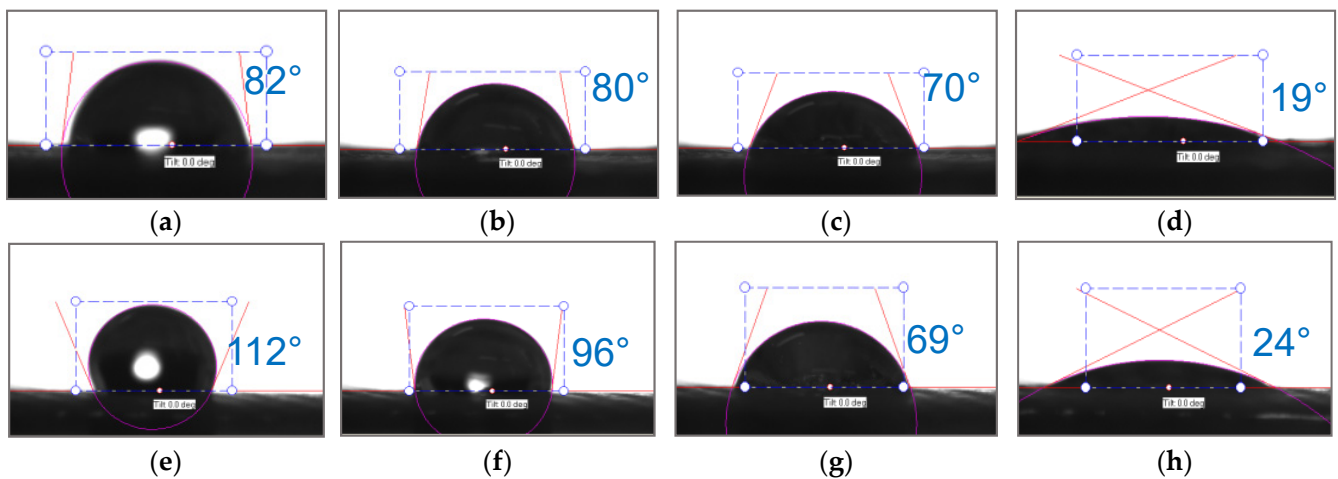 82°
80°
70°
19°
Tilt: 0.0 deg
Tilt: 0.0 deg
Tilt: 0.0 deg
Tilt: 0.0 deg
(a)
(b)
(c)
(d)
112°
96°
69°
24°
Tilt: 0.0 deg
Tilt: 0.0 deg
Tilt: 0.0 deg
Tilt: 0.0 deg
(e)
(f)
(g)
(h)